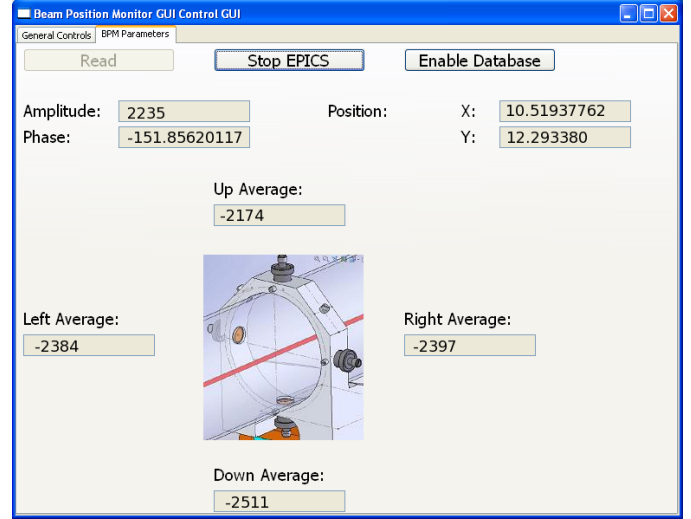 Beam Position Monitor GUI Control GUI
General Controls BPM Parameters
Read Stop EPICS Enable Database
Amplitude: 2235 Position: X: 10.51937762
Phase: -151.85620117 Y: 12.293380
Up Average:
-2174
Left Average: Right Average:
-2384 -2397
Down Average:
-2511